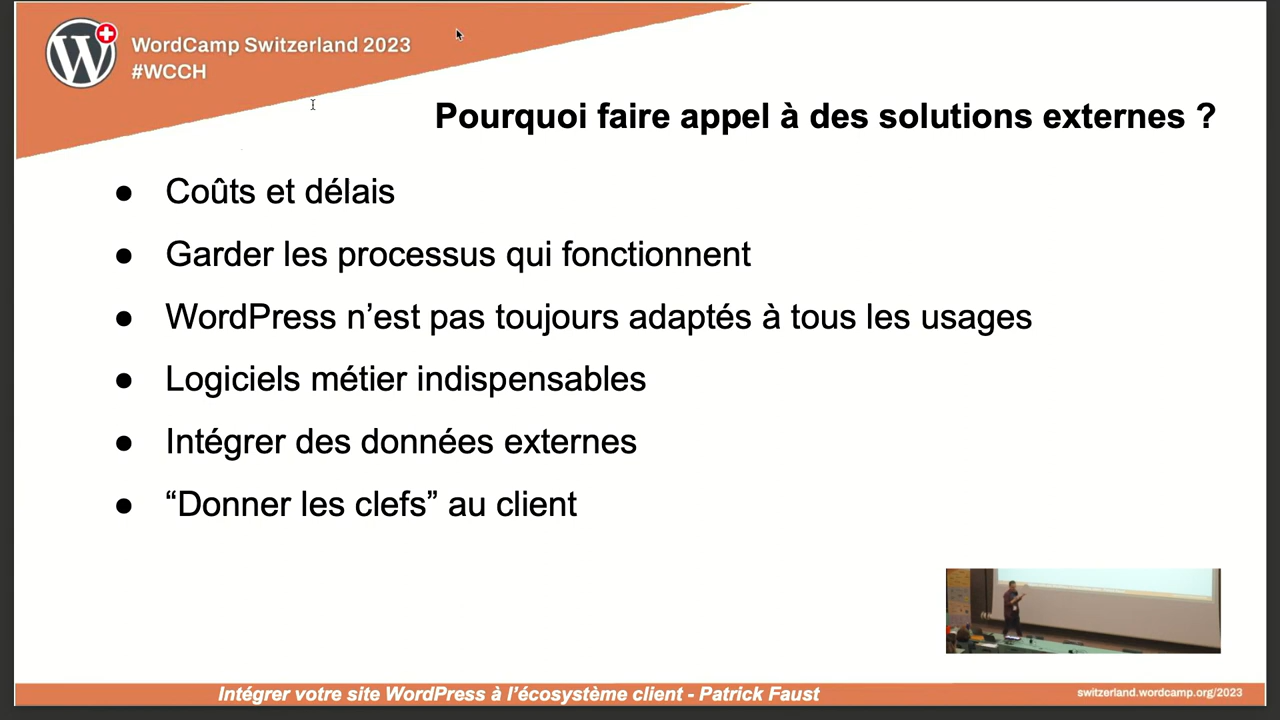 WordCamp Switzerland 2023
#WCCH
Pourquoi faire appel à des solutions externes ?
● Coûts et délais
● Garder les processus qui fonctionnent
● WordPress n’est pas toujours adaptés à tous les usages
● Logiciels métier indispensables
● Intégrer des données externes
● “Donner les clefs” au client
Intégrer votre site WordPress à l’écosystème client - Patrick Faust
switzerland.wordcamp.org/2023